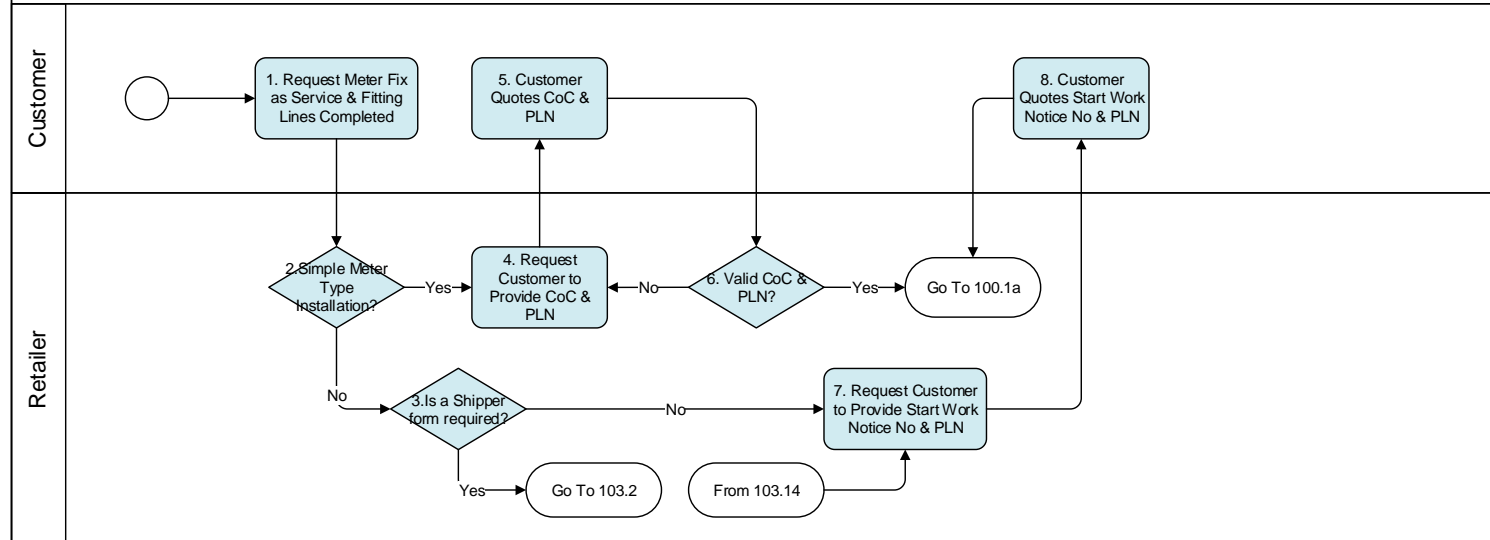 Customer
1. Request Meter Fix
as Service & Fitting
Lines Completed
5. Customer
Quotes CoC &
PLN
8. Customer
Quotes Start Work
Notice No & PLN
Retailer
2.Simple Meter
Type
Installation?
Yes
4. Request
Customer to
Provide CoC &
PLN
No
6. Valid CoC &
PLN?
Yes
Go To 100.1a
No
3.Is a Shipper
form required?
No
7. Request Customer
to Provide Start Work
Notice No & PLN
Yes
Go To 103.2
From 103.14